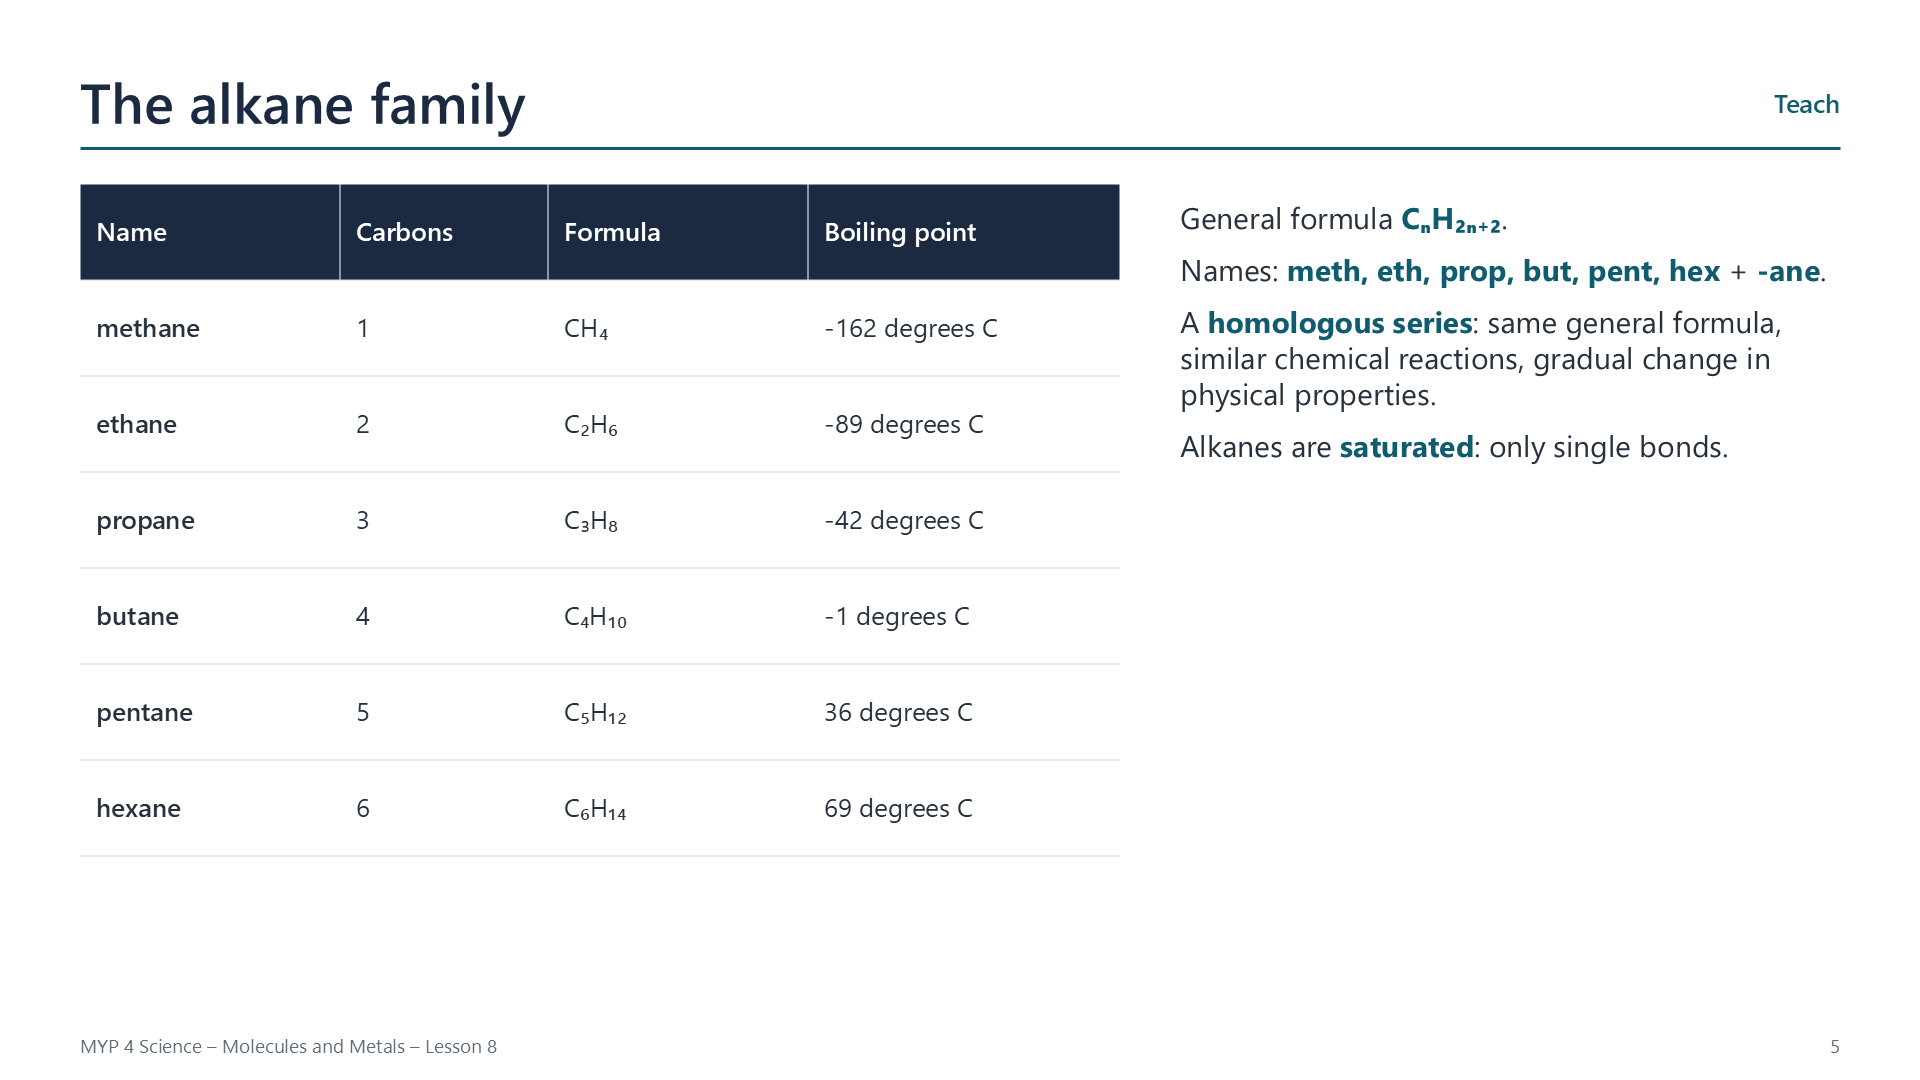 The alkane family
Teach
Name Carbons Formula Boiling point
methane 1 CH₄ -162 degrees C
ethane 2 C₂H₆ -89 degrees C
propane 3 C₃H₈ -42 degrees C
butane 4 C₄H₁₀ -1 degrees C
pentane 5 C₅H₁₂ 36 degrees C
hexane 6 C₆H₁₄ 69 degrees C
General formula CₙH₂ₙ₊₂.
Names: meth, eth, prop, but, pent, hex + -ane.
A homologous series: same general formula,
similar chemical reactions, gradual change in
physical properties.
Alkanes are saturated: only single bonds.
MYP 4 Science – Molecules and Metals – Lesson 8
5